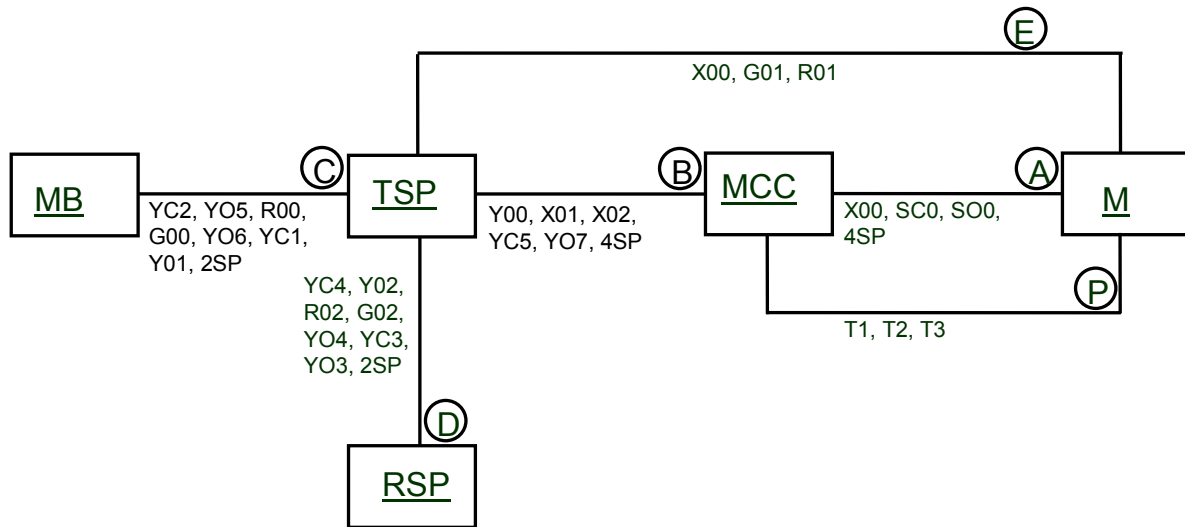 E
X00, G01, R01
MB
C
TSP
B
MCC
A
M
YC2, YO5, R00,
G00, YO6, YC1,
Y01, 2SP
Y00, X01, X02,
YC5, YO7, 4SP
X00, SC0, SO0,
4SP
P
T1, T2, T3
YC4, Y02,
R02, G02,
YO4, YC3,
YO3, 2SP
D
RSP